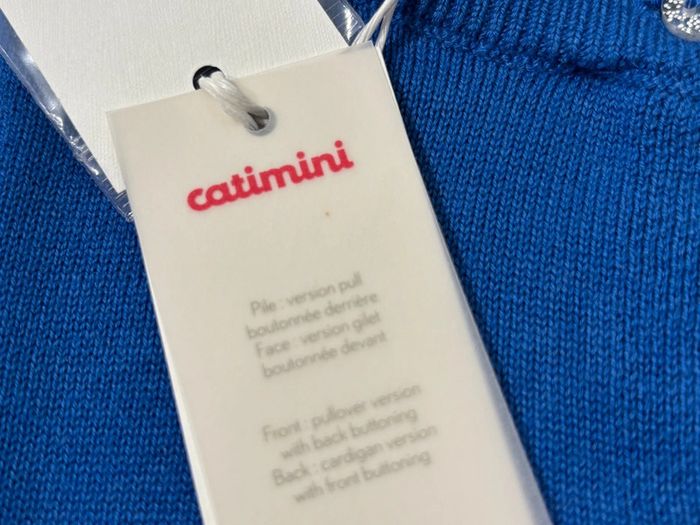 catimini
Pile : version pull
boutonnée derrière
Face : version gilet
boutonnée devant
Front : pullover version
with back buttoning
Back : cardigan version
with front buttoning